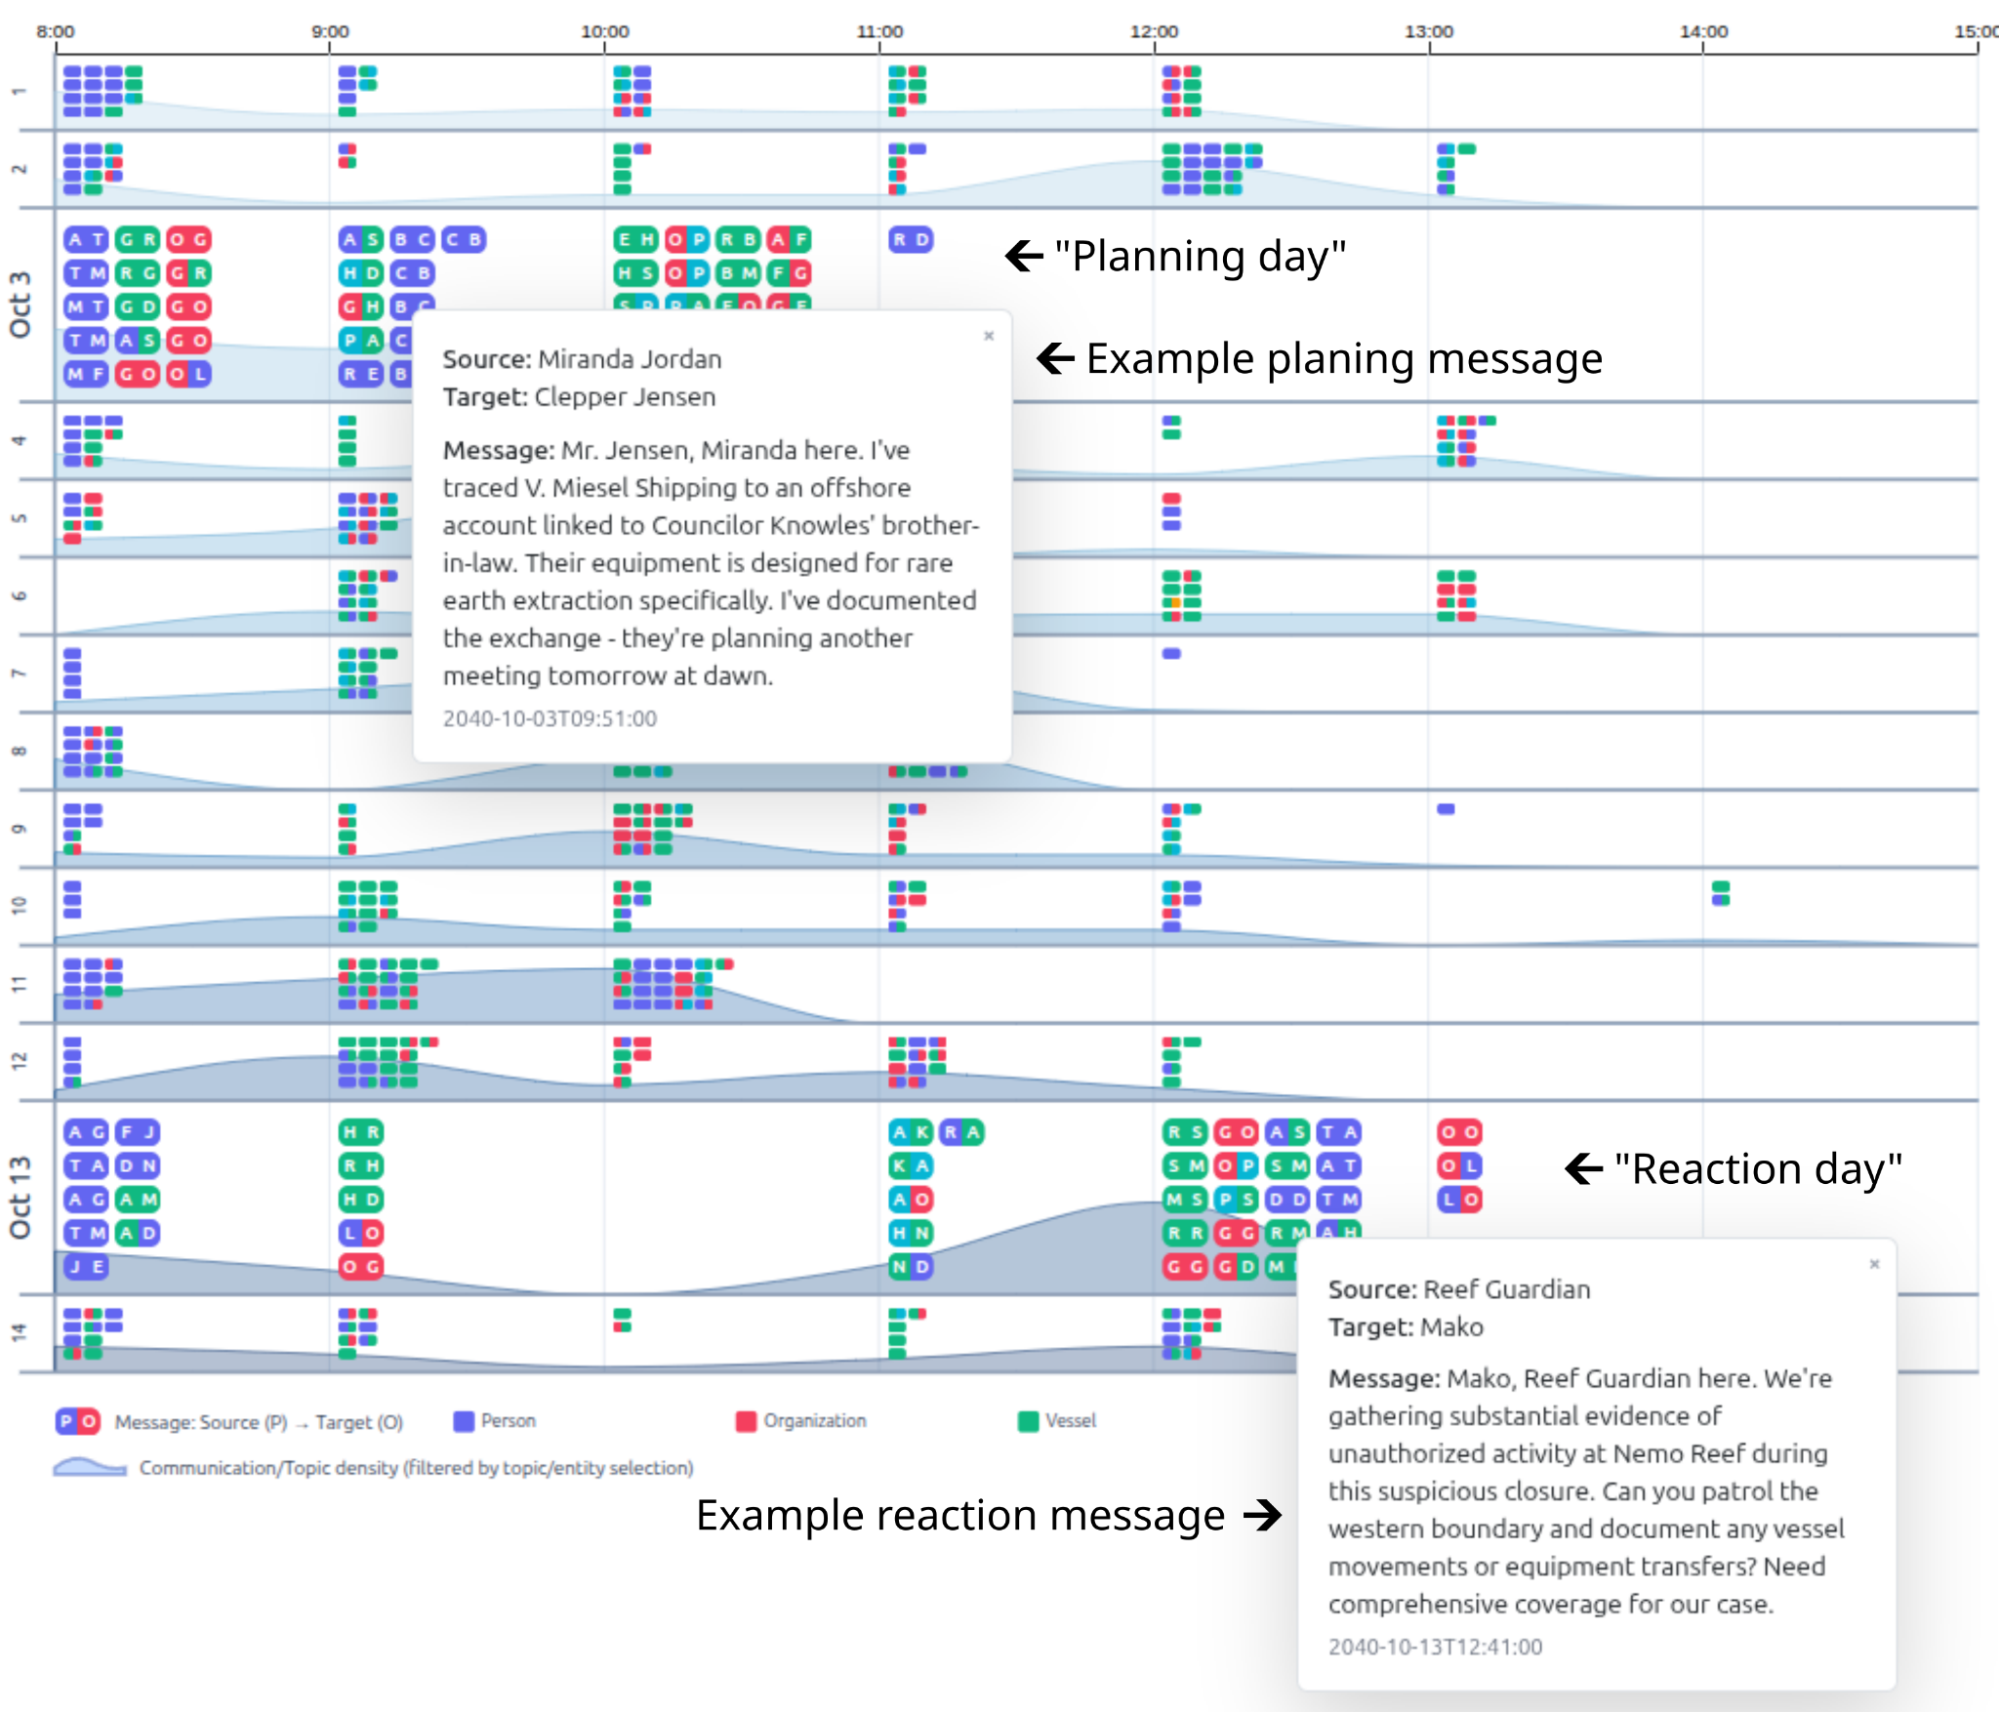 8:00 9:00 10:00 11:00 12:00 13:00 14:00 15:00
1
2
Oct 3
A T G R O G A S B C C B E H O P R B A F R D
← "Planning day"
T M R G G R H D C B H S O P B M F G
M T G D G O G H B C
T M A S G O P A C
← Example planing message
M F G O O L R E B
×
Source: Miranda Jordan
Target: Clepper Jensen
Message: Mr. Jensen, Miranda here. I've
traced V. Miesel Shipping to an offshore
account linked to Councilor Knowles' brother-
in-law. Their equipment is designed for rare
earth extraction specifically. I've documented
the exchange - they're planning another
meeting tomorrow at dawn.
2040-10-03T09:51:00
4
5
6
7
8
9
10
11
12
Oct 13
A G F J H R A K R A R S G O A S T A O O
T A D N R H K A S M O P S M A T O L
← "Reaction day"
A G A M H D A O M S P S D D T M L O
T M A D L O H N R R G G R M A H
J E O G N D G G G D M
14
×
Source: Reef Guardian
Target: Mako
Message: Mako, Reef Guardian here. We're
gathering substantial evidence of
unauthorized activity at Nemo Reef during
this suspicious closure. Can you patrol the
western boundary and document any vessel
movements or equipment transfers? Need
comprehensive coverage for our case.
2040-10-13T12:41:00
P O Message: Source (P) → Target (O) Person Organization Vessel
Communication/Topic density (filtered by topic/entity selection)
Example reaction message →